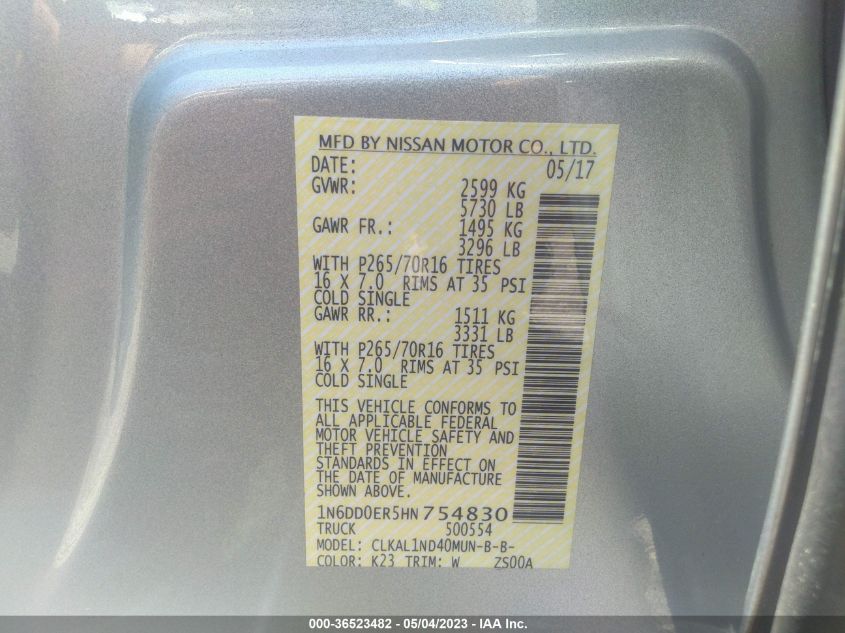 MFD BY NISSAN MOTOR CO., LTD.
DATE: 05/17
GVWR: 2599 KG
5730 LB
GAWR FR.: 1495 KG
3296 LB
WITH P265/70R16 TIRES
16 X 7.0 RIMS AT 35 PSI
COLD SINGLE
GAWR RR.: 1511 KG
3331 LB
WITH P265/70R16 TIRES
16 X 7.0 RIMS AT 35 PSI
COLD SINGLE
THIS VEHICLE CONFORMS TO
ALL APPLICABLE FEDERAL
MOTOR VEHICLE SAFETY AND
THEFT PREVENTION
STANDARDS IN EFFECT ON
THE DATE OF MANUFACTURE
SHOWN ABOVE.
1N6DD0ER5HN754830
TRUCK 500554
MODEL: CLKAL1ND40MUN-B-B-
COLOR: K23 TRIM: W ZS00A
000-36523482 - 05/04/2023 - IAA Inc.